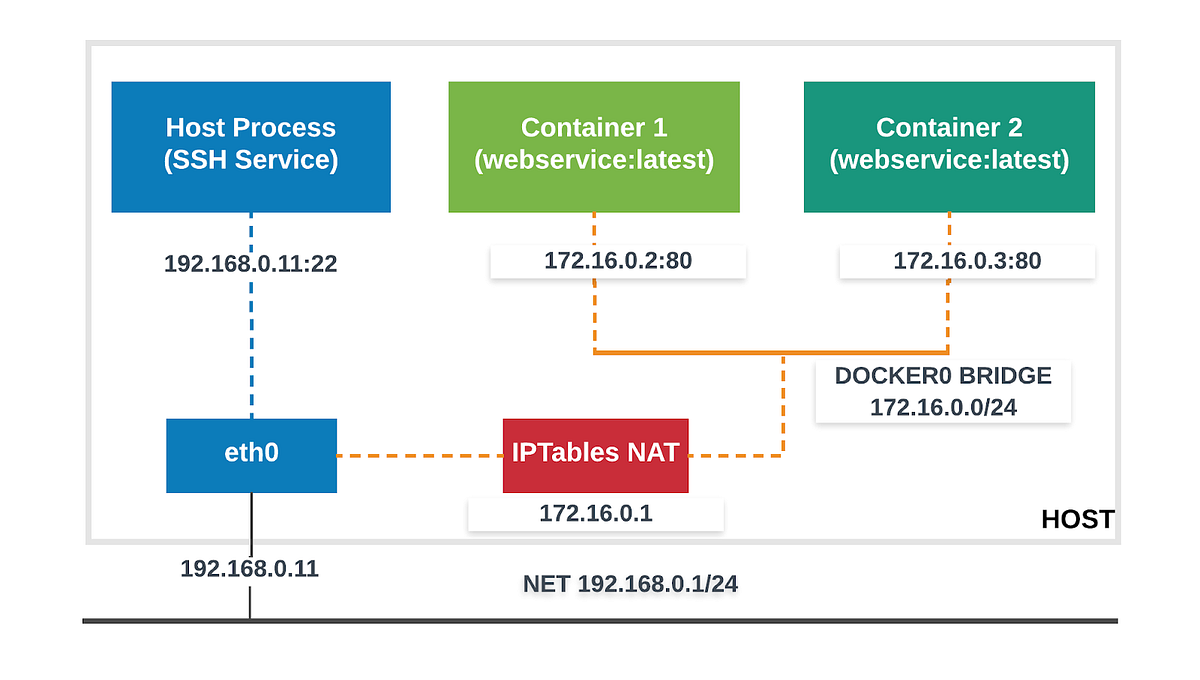 Host Process
(SSH Service)
Container 1
(webservice:latest)
Container 2
(webservice:latest)
192.168.0.11:22
172.16.0.2:80
172.16.0.3:80
DOCKER0 BRIDGE
172.16.0.0/24
eth0
IPTables NAT
172.16.0.1
HOST
192.168.0.11
NET 192.168.0.1/24